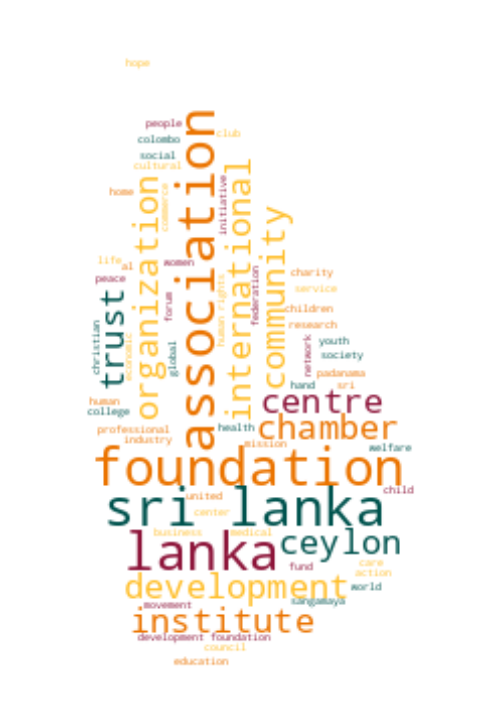 hope
people
association
club
colombo
social
cultural
international
home
organization
commerce
initiative
community
life
al
women
human rights
federation
charity
peace
trust
forum
service
children
christian
economic
global
research
network
youth
society
padanama
hand
sri
human
centre
college
chamber
professional
health
industry
mission
welfare
foundation
child
united
sri lanka
center
business
medical
lanka
ceylon
fund
care
action
development
world
movement
sangamaya
institute
development foundation
council
education